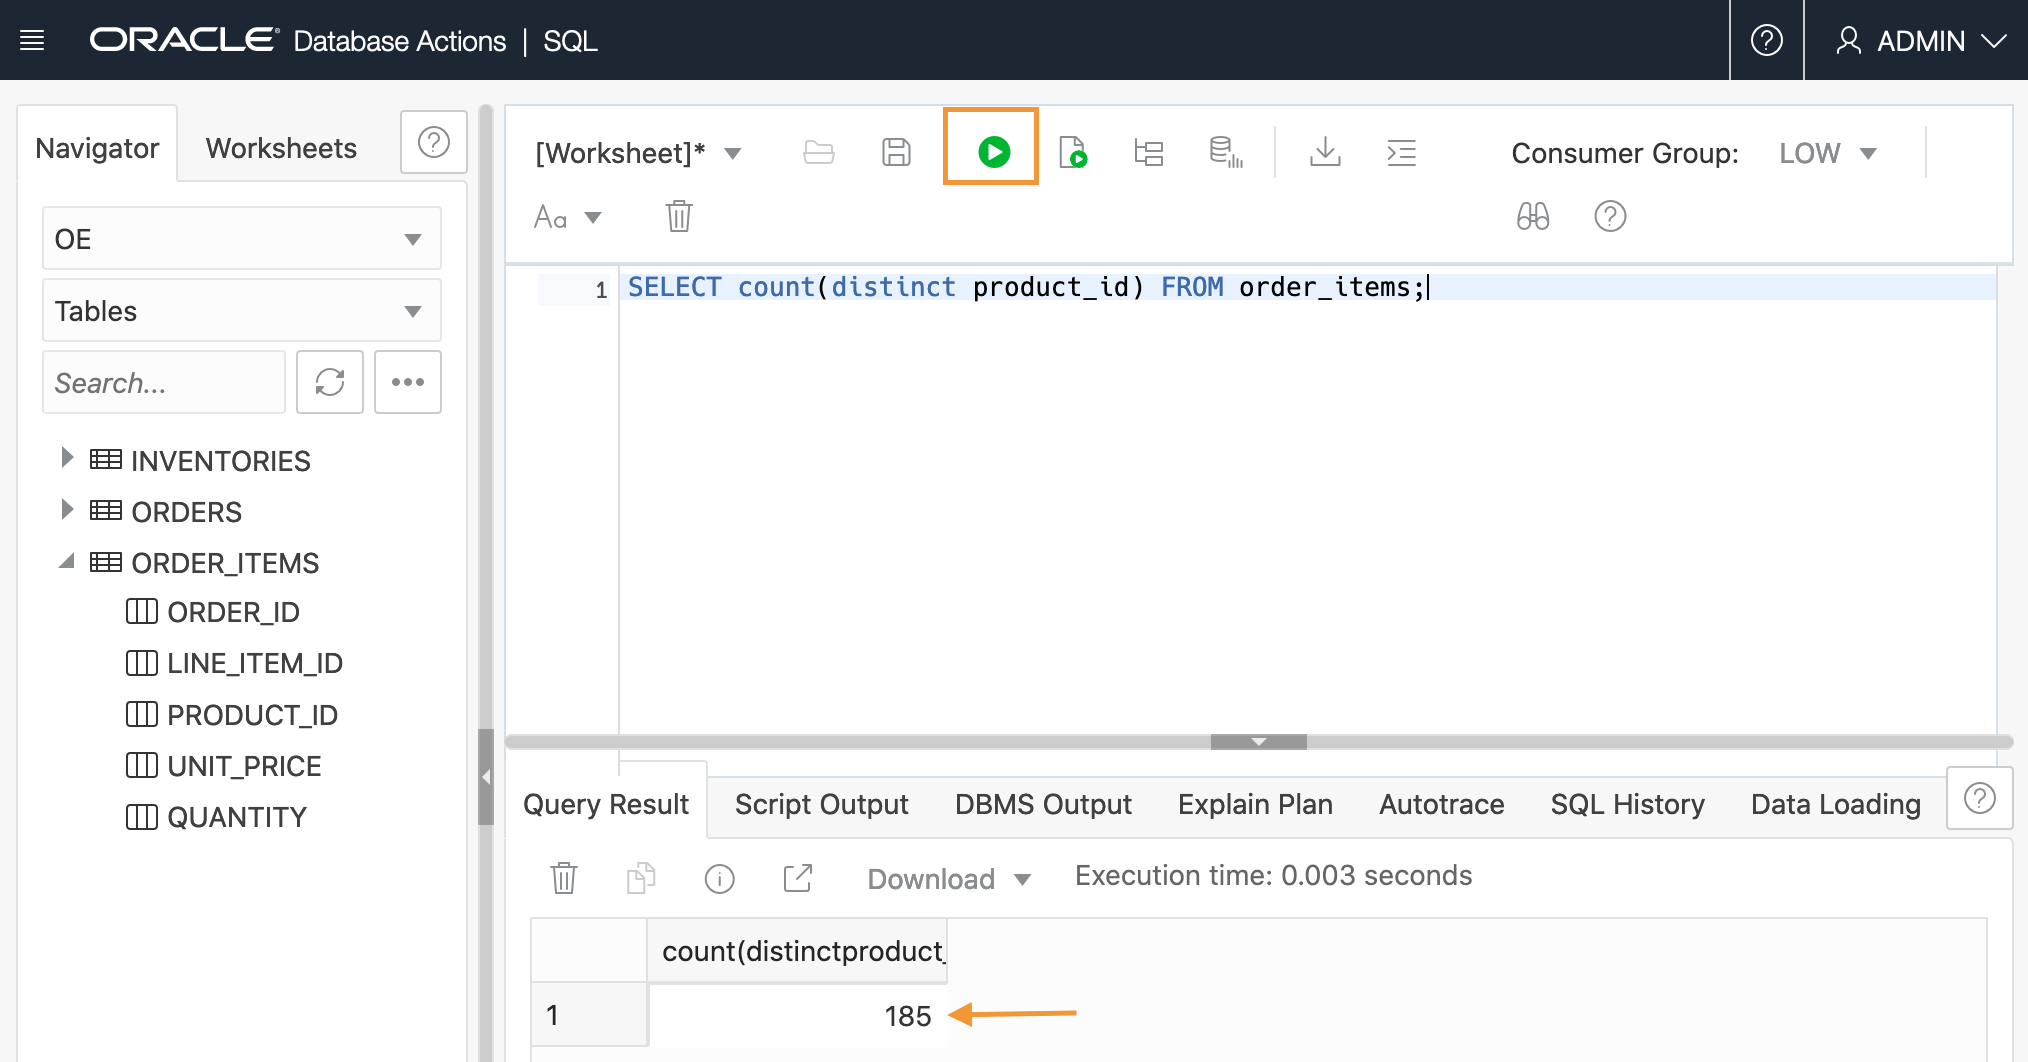 ORACLE® Database Actions | SQL
ADMIN
Navigator
Worksheets
OE
Tables
Search...
INVENTORIES
ORDERS
ORDER_ITEMS
ORDER_ID
LINE_ITEM_ID
PRODUCT_ID
UNIT_PRICE
QUANTITY
[Worksheet]*
Consumer Group: LOW
Aa
1 SELECT count(distinct product_id) FROM order_items;
Query Result Script Output DBMS Output Explain Plan Autotrace SQL History Data Loading
Download Execution time: 0.003 seconds
count(distinctproduct_
1 185